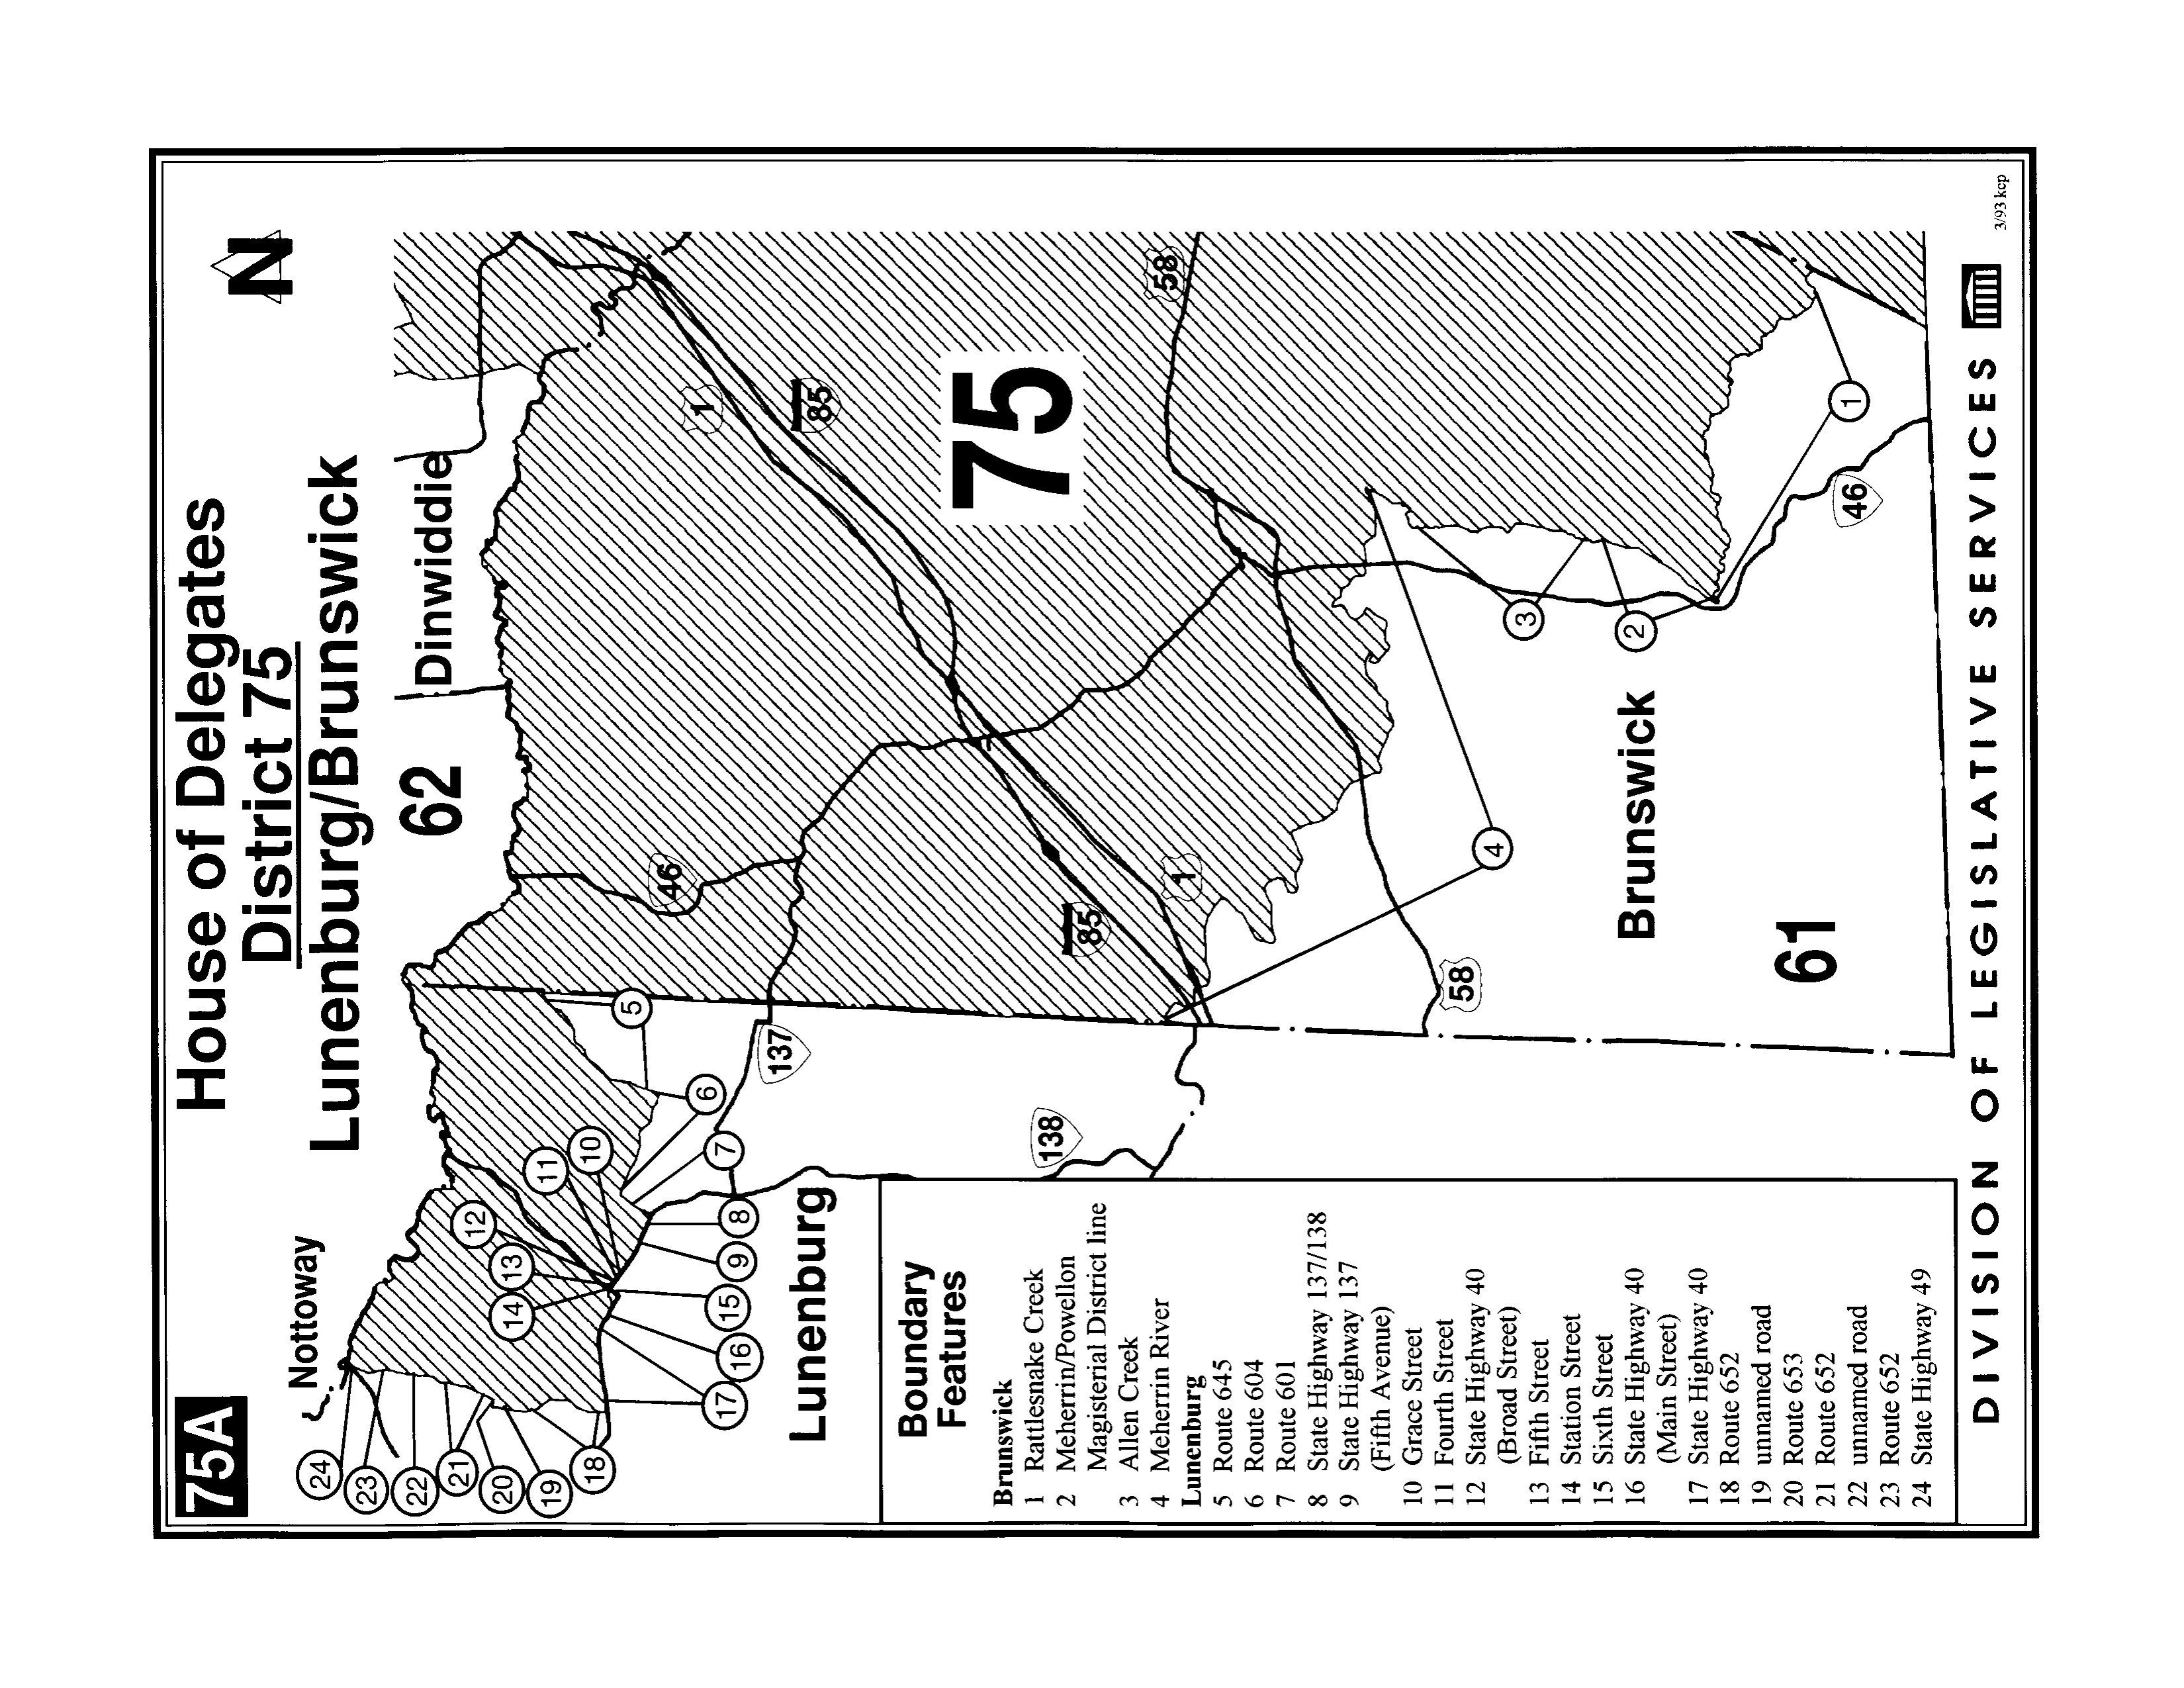 75A
House of Delegates
District 75
Lunenburg/Brunswick
N
Nottoway
62
Dinwiddie
24
23
22
21
20
19
18
12
13
14
11
10
5
6
7
8
9
15
16
17
46
1
85
137
138
75
58
85
1
58
4
3
2
1
46
Lunenburg
Brunswick
61
Boundary
Features
Brunswick
1 Rattlesnake Creek
2 Meherrin/Powellon
Magisterial District line
3 Allen Creek
4 Meherrin River
Lunenburg
5 Route 645
6 Route 604
7 Route 601
8 State Highway 137/138
9 State Highway 137
(Fifth Avenue)
10 Grace Street
11 Fourth Street
12 State Highway 40
(Broad Street)
13 Fifth Street
14 Station Street
15 Sixth Street
16 State Highway 40
(Main Street)
17 State Highway 40
18 Route 652
19 unnamed road
20 Route 653
21 Route 652
22 unnamed road
23 Route 652
24 State Highway 49
DIVISION OF LEGISLATIVE SERVICES
3/93 kcp